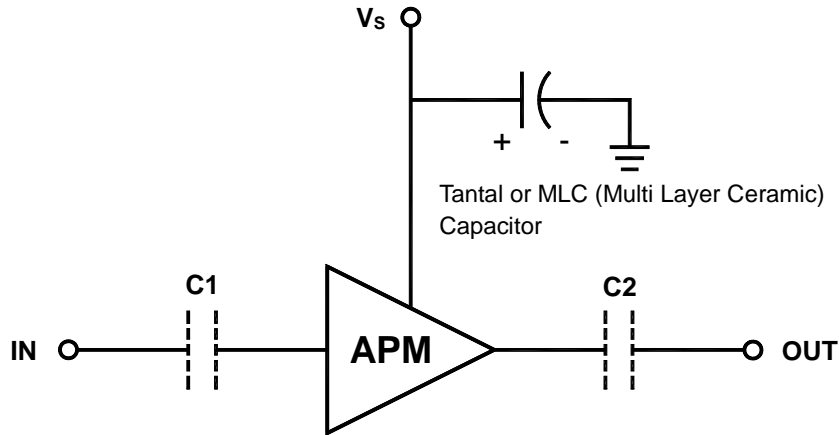 Vs
+ -
Tantal or MLC (Multi Layer Ceramic)
Capacitor
C1
C2
IN
APM
OUT